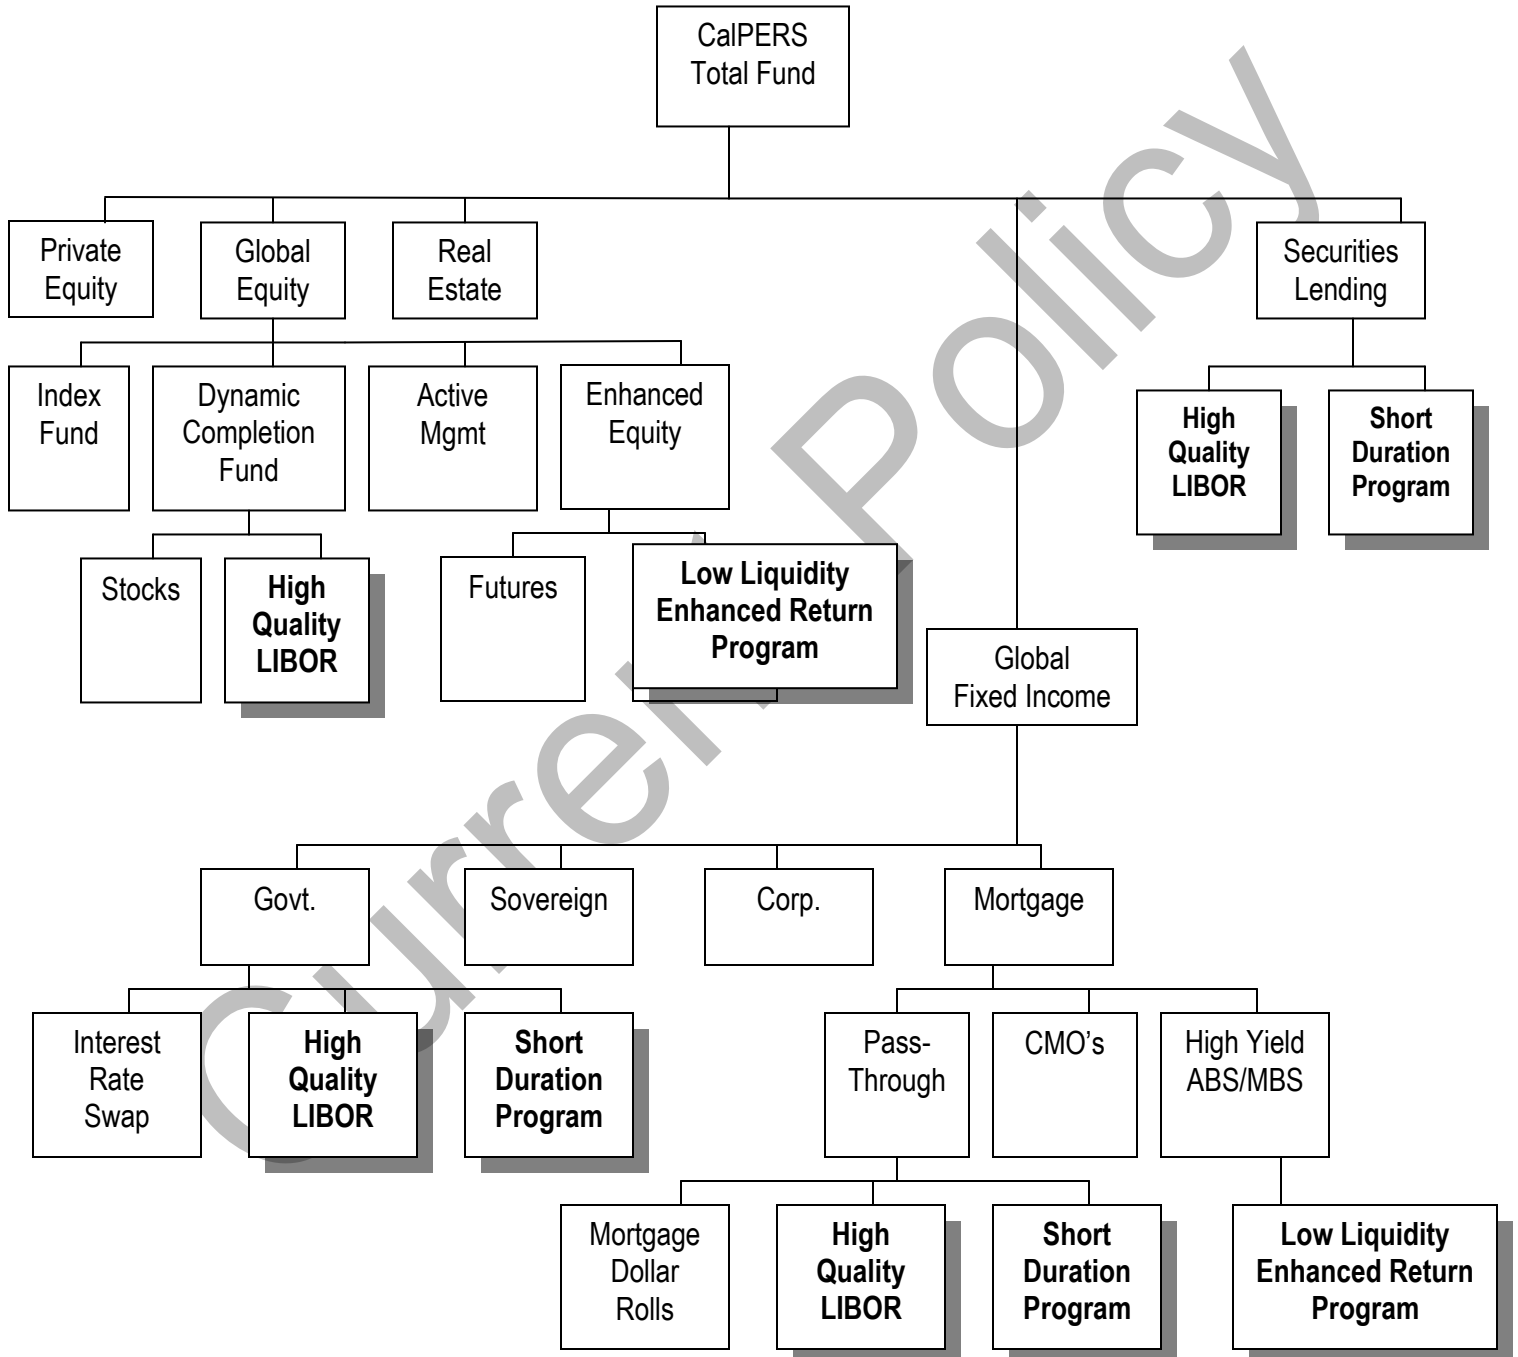 CalPERS
Total Fund
Private
Equity
Global
Equity
Real
Estate
Securities
Lending
Index
Fund
Dynamic
Completion
Fund
Active
Mgmt
Enhanced
Equity
High
Quality
LIBOR
Short
Duration
Program
Stocks
High
Quality
LIBOR
Futures
Low Liquidity
Enhanced Return
Program
Global
Fixed Income
Govt.
Sovereign
Corp.
Mortgage
Interest
Rate
Swap
High
Quality
LIBOR
Short
Duration
Program
Pass-
Through
CMO's
High Yield
ABS/MBS
Mortgage
Dollar
Rolls
High
Quality
LIBOR
Short
Duration
Program
Low Liquidity
Enhanced Return
Program
Current Policy